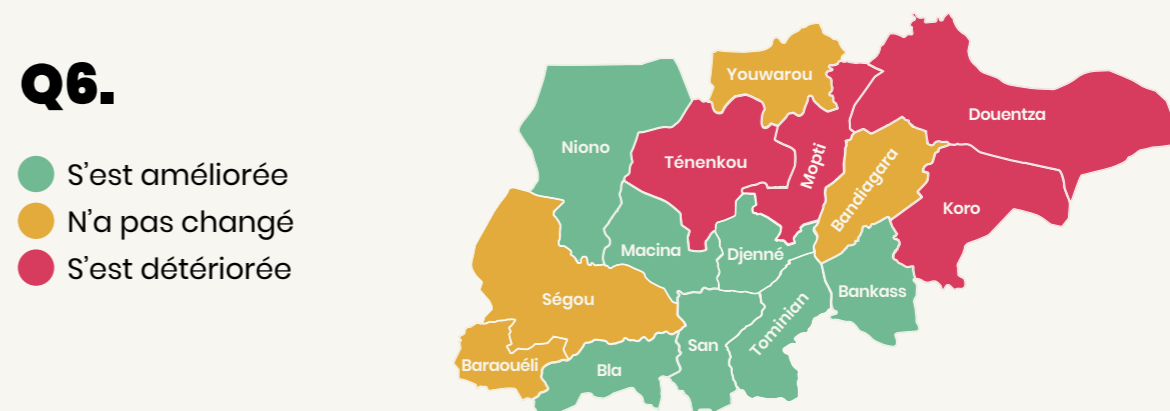 Q6.
S’est améliorée
N’a pas changé
S’est détériorée
Youwarou
Douentza
Niono
Ténenkou
Mopti
Bandiagara
Koro
Macina
Djenné
Ségou
Bankass
Tominian
San
Baraouéli
Bla